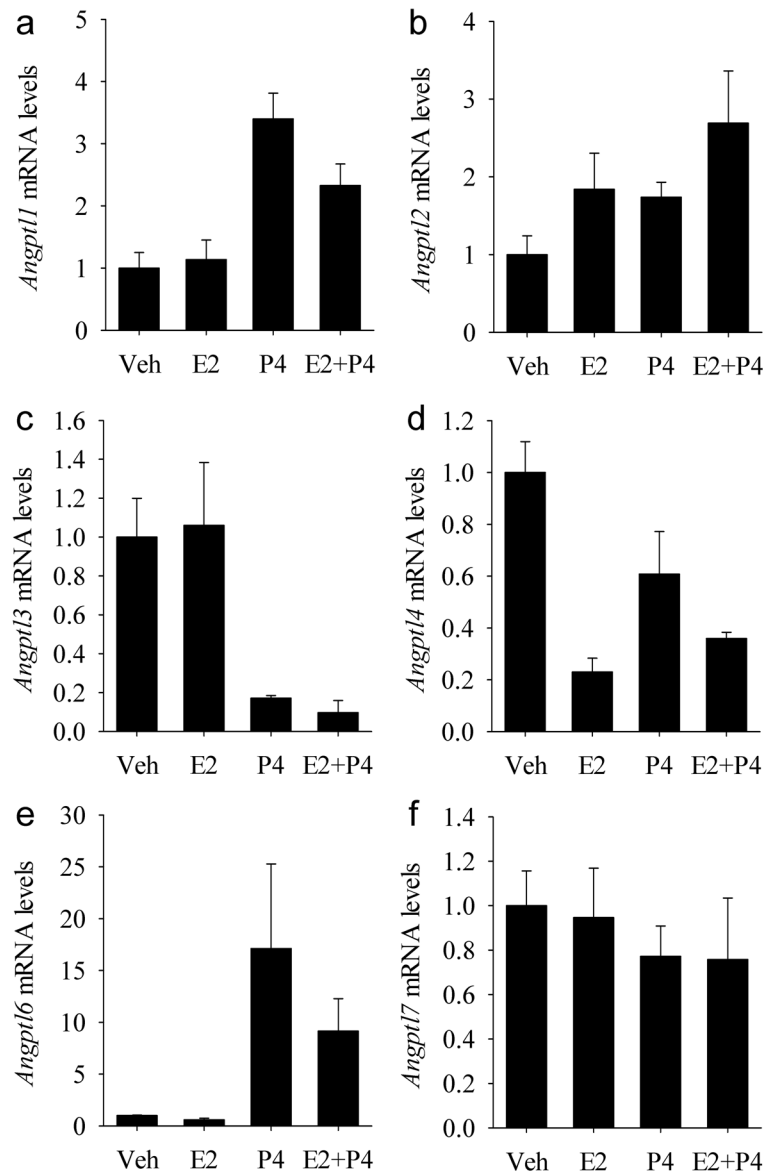 a
Angptl1 mRNA levels
5
4
3
2
1
0
Veh E2 P4 E2+P4
b
Angptl2 mRNA levels
4
3
2
1
0
Veh E2 P4 E2+P4
c
Angptl3 mRNA levels
1.6
1.4
1.2
1.0
0.8
0.6
0.4
0.2
0.0
Veh E2 P4 E2+P4
d
Angptl4 mRNA levels
1.2
1.0
0.8
0.6
0.4
0.2
0.0
Veh E2 P4 E2+P4
e
Angptl6 mRNA levels
30
25
20
15
10
5
0
Veh E2 P4 E2+P4
f
Angptl7 mRNA levels
1.4
1.2
1.0
0.8
0.6
0.4
0.2
0.0
Veh E2 P4 E2+P4